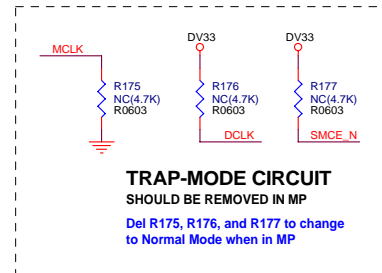 DV33
DV33
MCLK
R175
NC(4.7K)
R0603
R176
NC(4.7K)
R0603
R177
NC(4.7K)
R0603
DCLK
SMCE_N
TRAP-MODE CIRCUIT
SHOULD BE REMOVED IN MP
Del R175, R176, and R177 to change
to Normal Mode when in MP